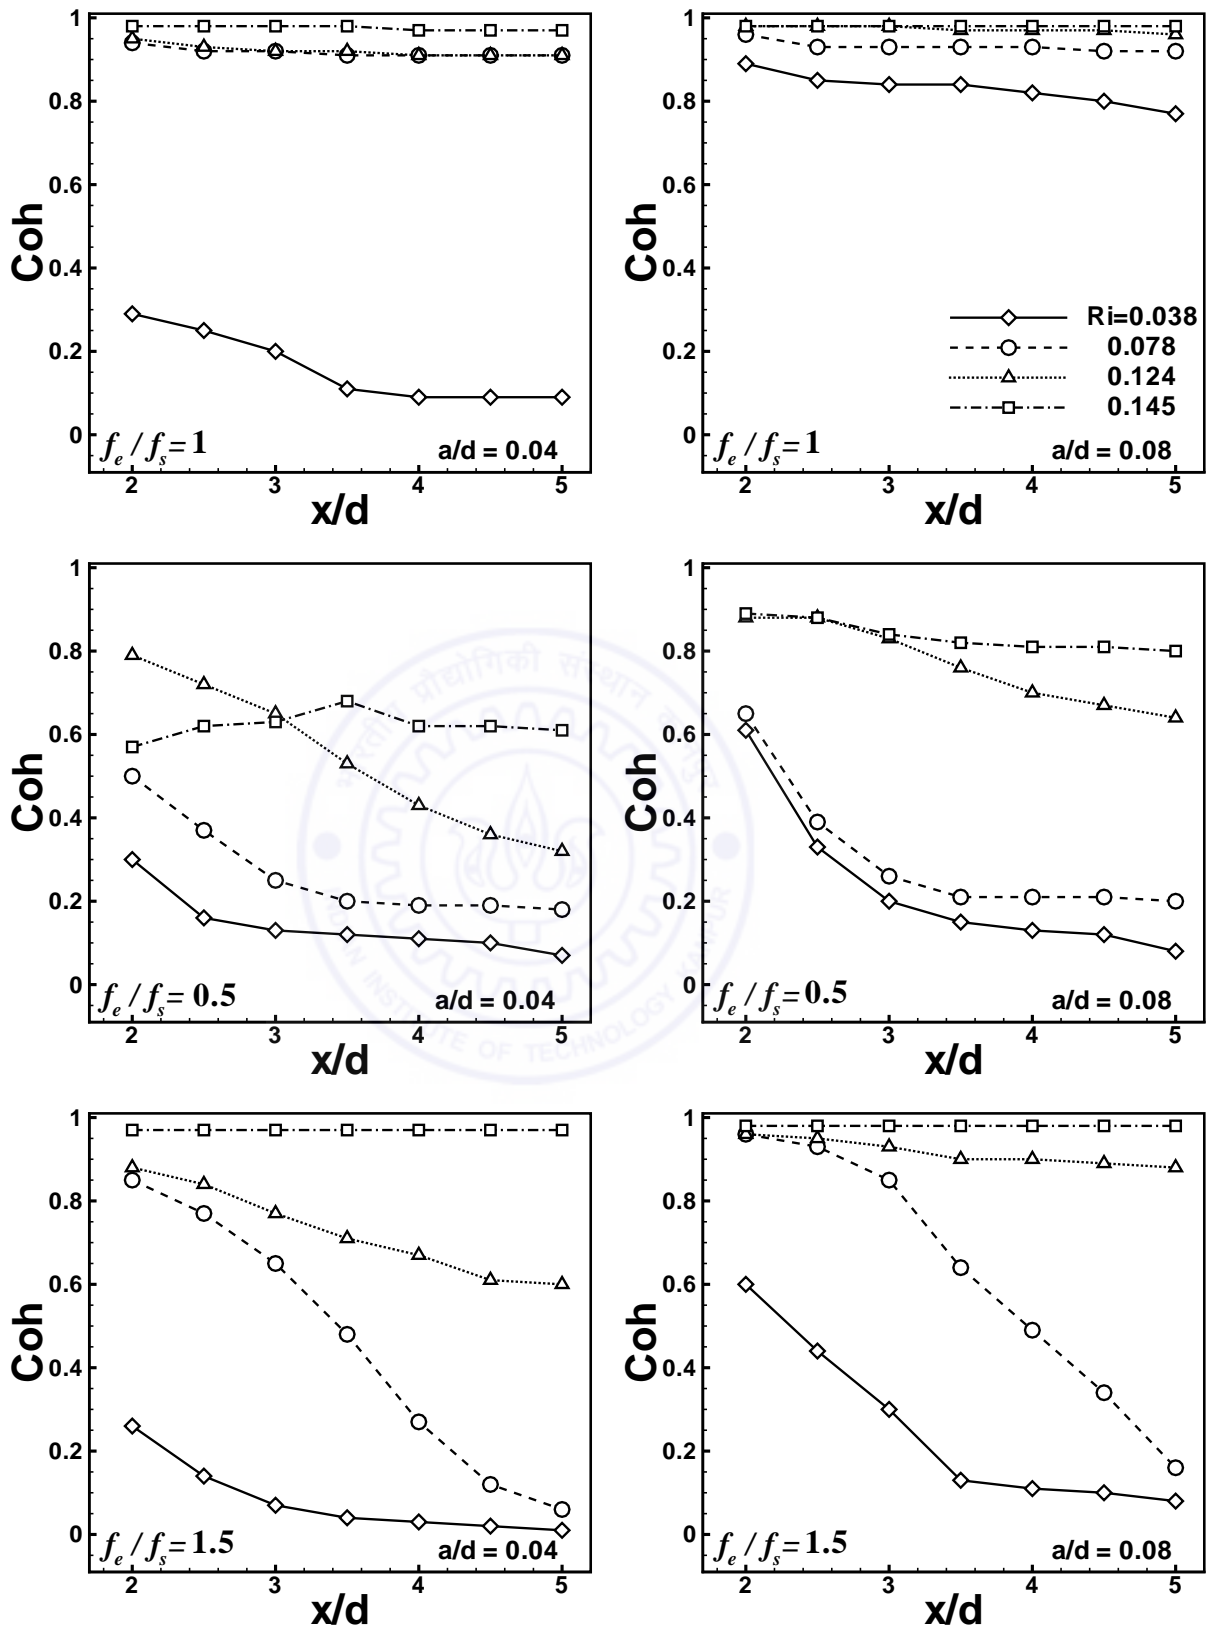 1
0.8
0.6
0.4
0.2
0
Coh
f_e / f_s = 1
a/d = 0.04
2 3 4 5
x/d
1
0.8
0.6
0.4
0.2
0
Coh
Ri=0.038
0.078
0.124
0.145
f_e / f_s = 1
a/d = 0.08
2 3 4 5
x/d
1
0.8
0.6
0.4
0.2
0
Coh
f_e / f_s = 0.5
a/d = 0.04
2 3 4 5
x/d
1
0.8
0.6
0.4
0.2
0
Coh
f_e / f_s = 0.5
a/d = 0.08
2 3 4 5
x/d
INSTITUTE OF TECHNOLOGY
1
0.8
0.6
0.4
0.2
0
Coh
f_e / f_s = 1.5
a/d = 0.04
2 3 4 5
x/d
1
0.8
0.6
0.4
0.2
0
Coh
f_e / f_s = 1.5
a/d = 0.08
2 3 4 5
x/d